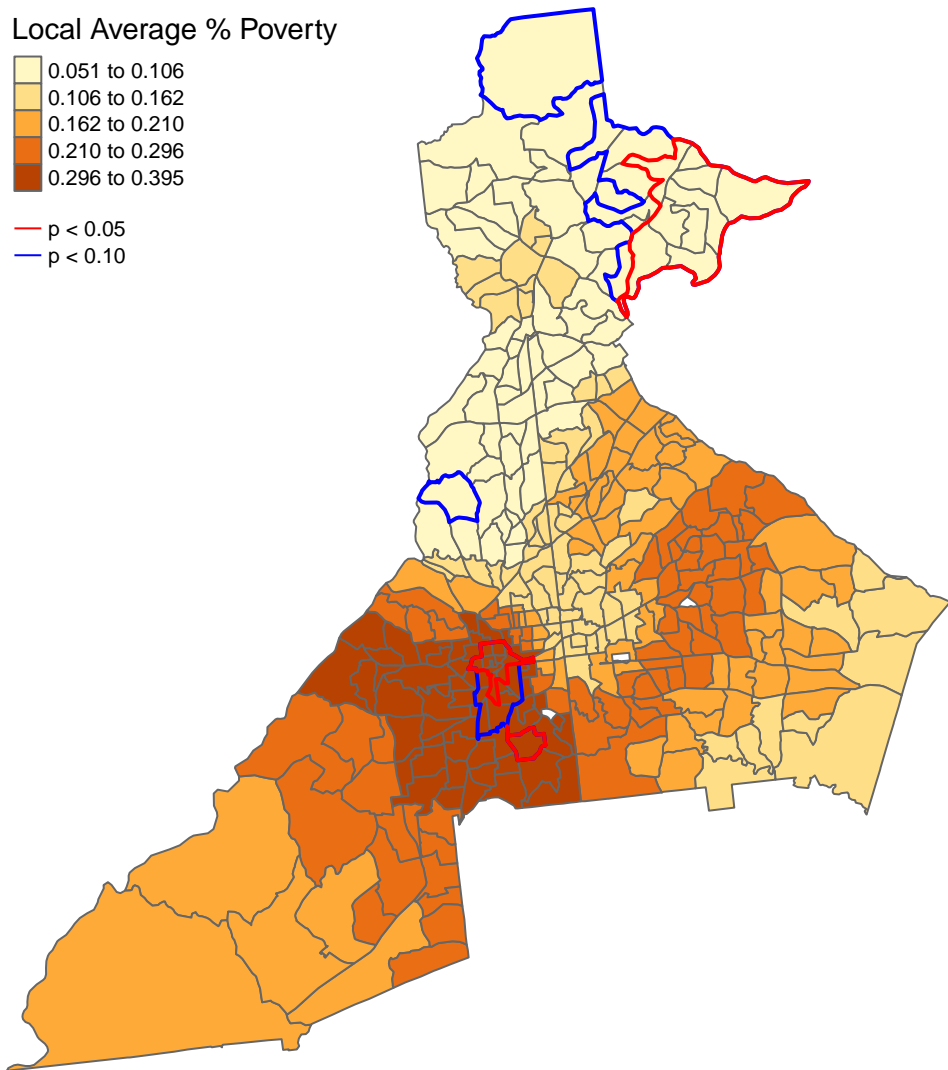 Local Average % Poverty
0.051 to 0.106
0.106 to 0.162
0.162 to 0.210
0.210 to 0.296
0.296 to 0.395
p < 0.05
p < 0.10